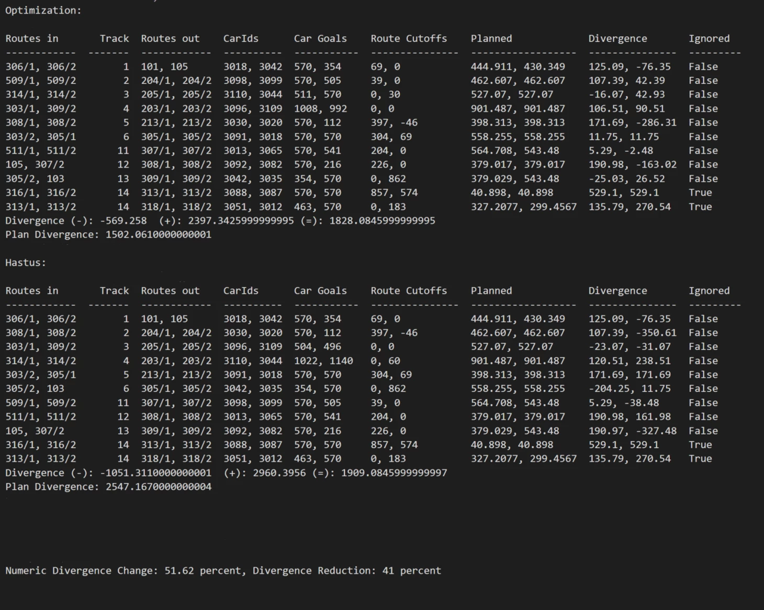 Optimization:
Routes in Track Routes out CarIds Car Goals Route Cutoffs Planned Divergence Ignored
------------ ------- ------------ ---------- ----------- --------------- ------------------ --------------- ---------
306/1, 306/2 1 101, 105 3018, 3042 570, 354 69, 0 444.911, 430.349 125.09, -76.35 False
509/1, 509/2 2 204/1, 204/2 3098, 3099 570, 505 39, 0 462.607, 462.607 107.39, 42.39 False
314/1, 314/2 3 205/1, 205/2 3110, 3044 511, 570 0, 30 527.07, 527.07 -16.07, 42.93 False
303/1, 309/2 4 203/1, 203/2 3096, 3109 1008, 992 0, 0 901.487, 901.487 106.51, 90.51 False
308/1, 308/2 5 213/1, 213/2 3030, 3020 570, 112 397, -46 398.313, 398.313 171.69, -286.31 False
303/2, 305/1 6 305/1, 305/2 3091, 3018 570, 570 304, 69 558.255, 558.255 11.75, 11.75 False
511/1, 511/2 11 307/1, 307/2 3013, 3065 570, 541 204, 0 564.708, 543.48 5.29, -2.48 False
105, 307/2 12 308/1, 308/2 3092, 3082 570, 216 226, 0 379.017, 379.017 190.98, -163.02 False
305/2, 103 13 309/1, 309/2 3042, 3035 354, 570 0, 862 379.029, 543.48 -25.03, 26.52 False
316/1, 316/2 14 313/1, 313/2 3088, 3087 570, 570 857, 574 40.898, 40.898 529.1, 529.1 True
313/1, 313/2 14 318/1, 318/2 3051, 3012 463, 570 0, 183 327.2077, 299.4567 135.79, 270.54 True
Divergence (-): -569.258 (+): 2397.3425999999995 (=): 1828.0845999999995
Plan Divergence: 1502.0610000000001
Hastus:
Routes in Track Routes out CarIds Car Goals Route Cutoffs Planned Divergence Ignored
------------ ------- ------------ ---------- ----------- --------------- ------------------ --------------- ---------
306/1, 306/2 1 101, 105 3018, 3042 570, 354 69, 0 444.911, 430.349 125.09, -76.35 False
308/1, 308/2 2 204/1, 204/2 3030, 3020 570, 112 397, -46 462.607, 462.607 107.39, -350.61 False
303/1, 309/2 3 205/1, 205/2 3096, 3109 504, 496 0, 0 527.07, 527.07 -23.07, -31.07 False
314/1, 314/2 4 203/1, 203/2 3110, 3044 1022, 1140 0, 60 901.487, 901.487 120.51, 238.51 False
303/2, 305/1 5 213/1, 213/2 3091, 3018 570, 570 304, 69 398.313, 398.313 171.69, 171.69 False
305/2, 103 6 305/1, 305/2 3042, 3035 354, 570 0, 862 558.255, 558.255 -204.25, 11.75 False
509/1, 509/2 11 307/1, 307/2 3098, 3099 570, 505 39, 0 564.708, 543.48 5.29, -38.48 False
511/1, 511/2 12 308/1, 308/2 3013, 3065 570, 541 204, 0 379.017, 379.017 190.98, 161.98 False
105, 307/2 13 309/1, 309/2 3092, 3082 570, 216 226, 0 379.029, 543.48 190.97, -327.48 False
316/1, 316/2 14 313/1, 313/2 3088, 3087 570, 570 857, 574 40.898, 40.898 529.1, 529.1 True
313/1, 313/2 14 318/1, 318/2 3051, 3012 463, 570 0, 183 327.2077, 299.4567 135.79, 270.54 True
Divergence (-): -1051.3110000000001 (+): 2960.3956 (=): 1909.0845999999997
Plan Divergence: 2547.1670000000004
Numeric Divergence Change: 51.62 percent, Divergence Reduction: 41 percent